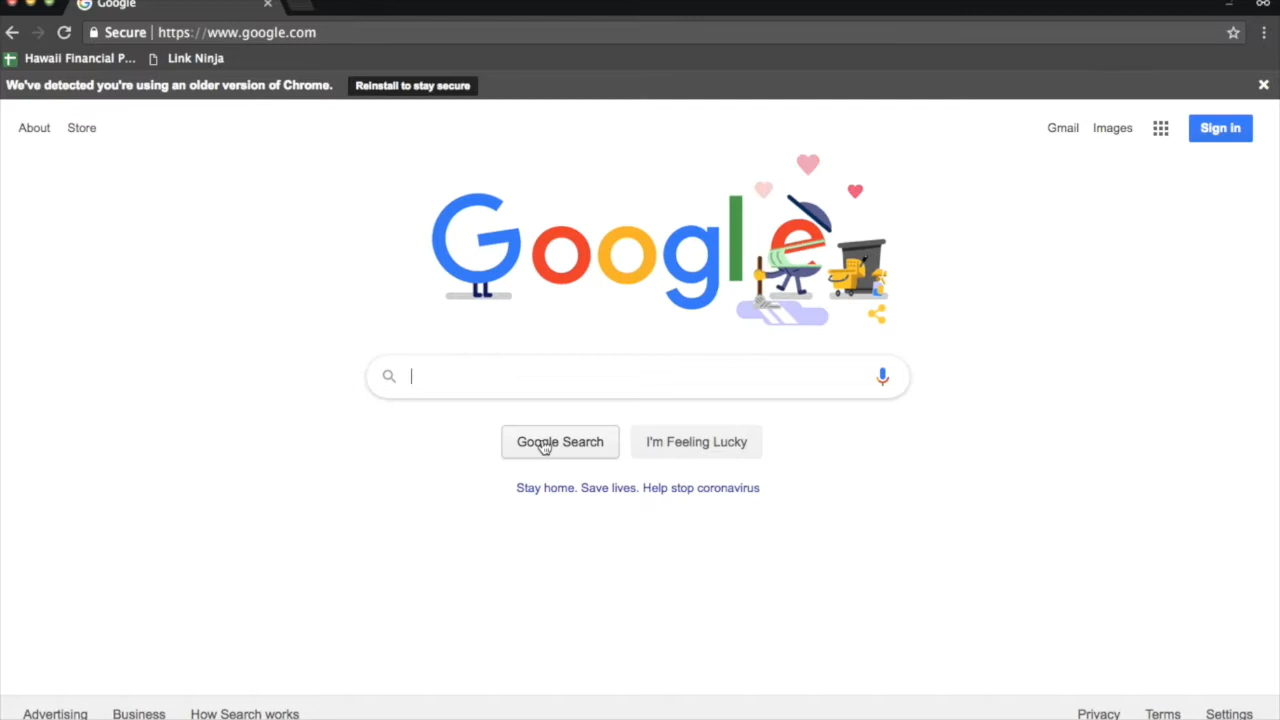 Google
Secure | https://www.google.com
Hawaii Financial P... Link Ninja
We've detected you're using an older version of Chrome. Reinstall to stay secure
About Store Gmail Images Sign in
Google
Google Search I'm Feeling Lucky
Stay home. Save lives. Help stop coronavirus
Advertising Business How Search works Privacy Terms Settings